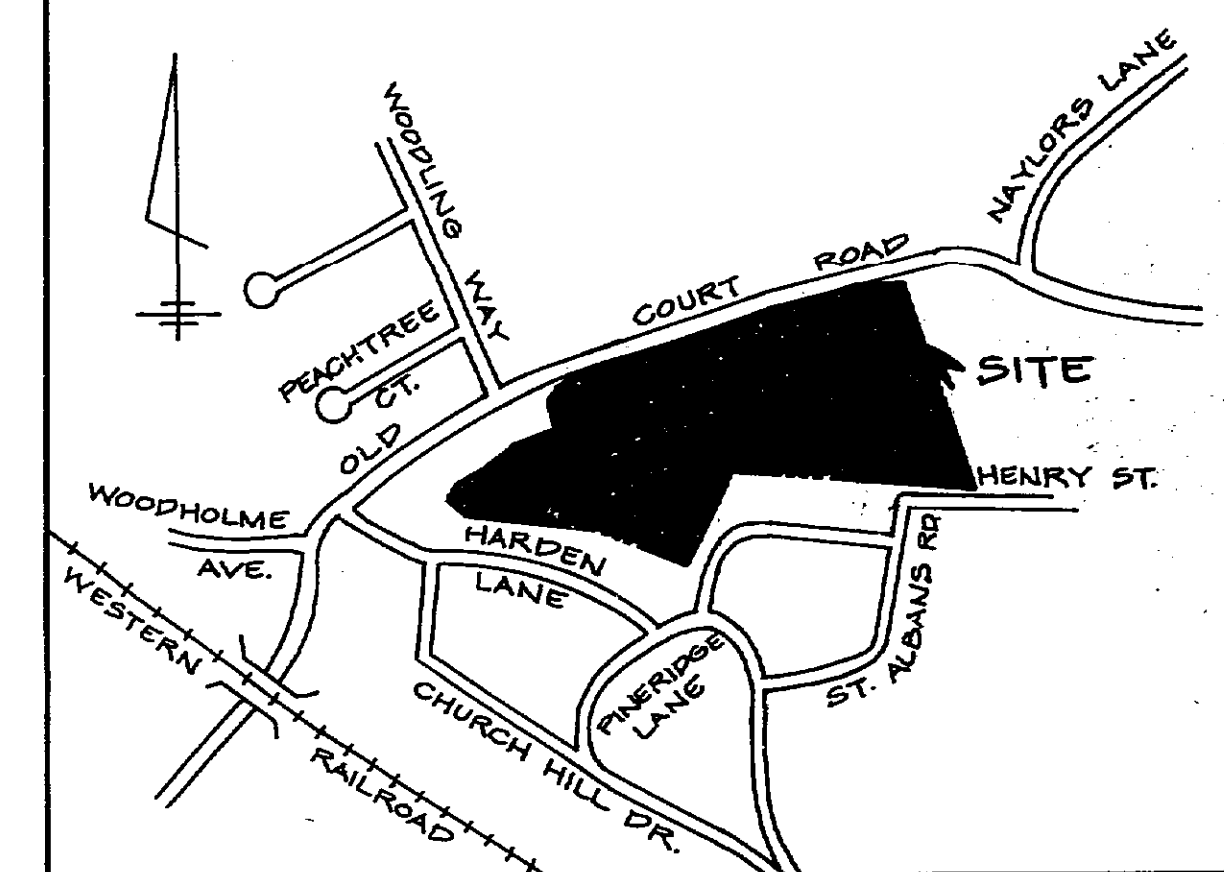 NAYLORS LANE
WOODLING WAY
COURT ROAD
PEACHTREE
CT.
SITE
OLD
HENRY ST.
WOODHOLME
AVE.
HARDEN
LANE
ST. ALBANS RD.
WESTERN
RAILROAD
PINERIDGE
LANE
CHURCH HILL DR.